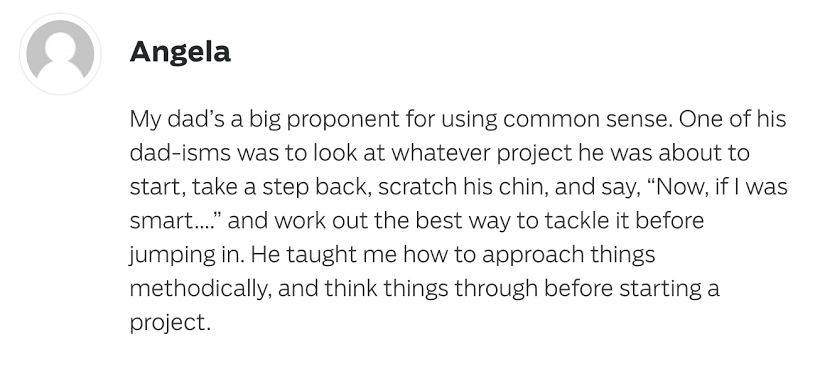 Angela
My dad’s a big proponent for using common sense. One of his
dad-isms was to look at whatever project he was about to
start, take a step back, scratch his chin, and say, “Now, if I was
smart....” and work out the best way to tackle it before
jumping in. He taught me how to approach things
methodically, and think things through before starting a
project.